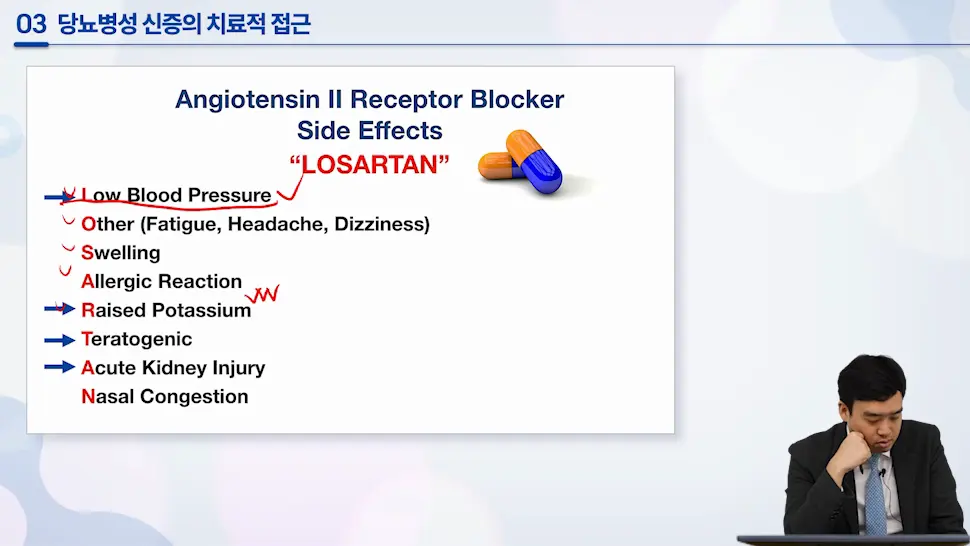 03 당뇨병성 신증의 치료적 접근
Angiotensin II Receptor Blocker
Side Effects
“LOSARTAN”
Low Blood Pressure
Other (Fatigue, Headache, Dizziness)
Swelling
Allergic Reaction
Raised Potassium
Teratogenic
Acute Kidney Injury
Nasal Congestion